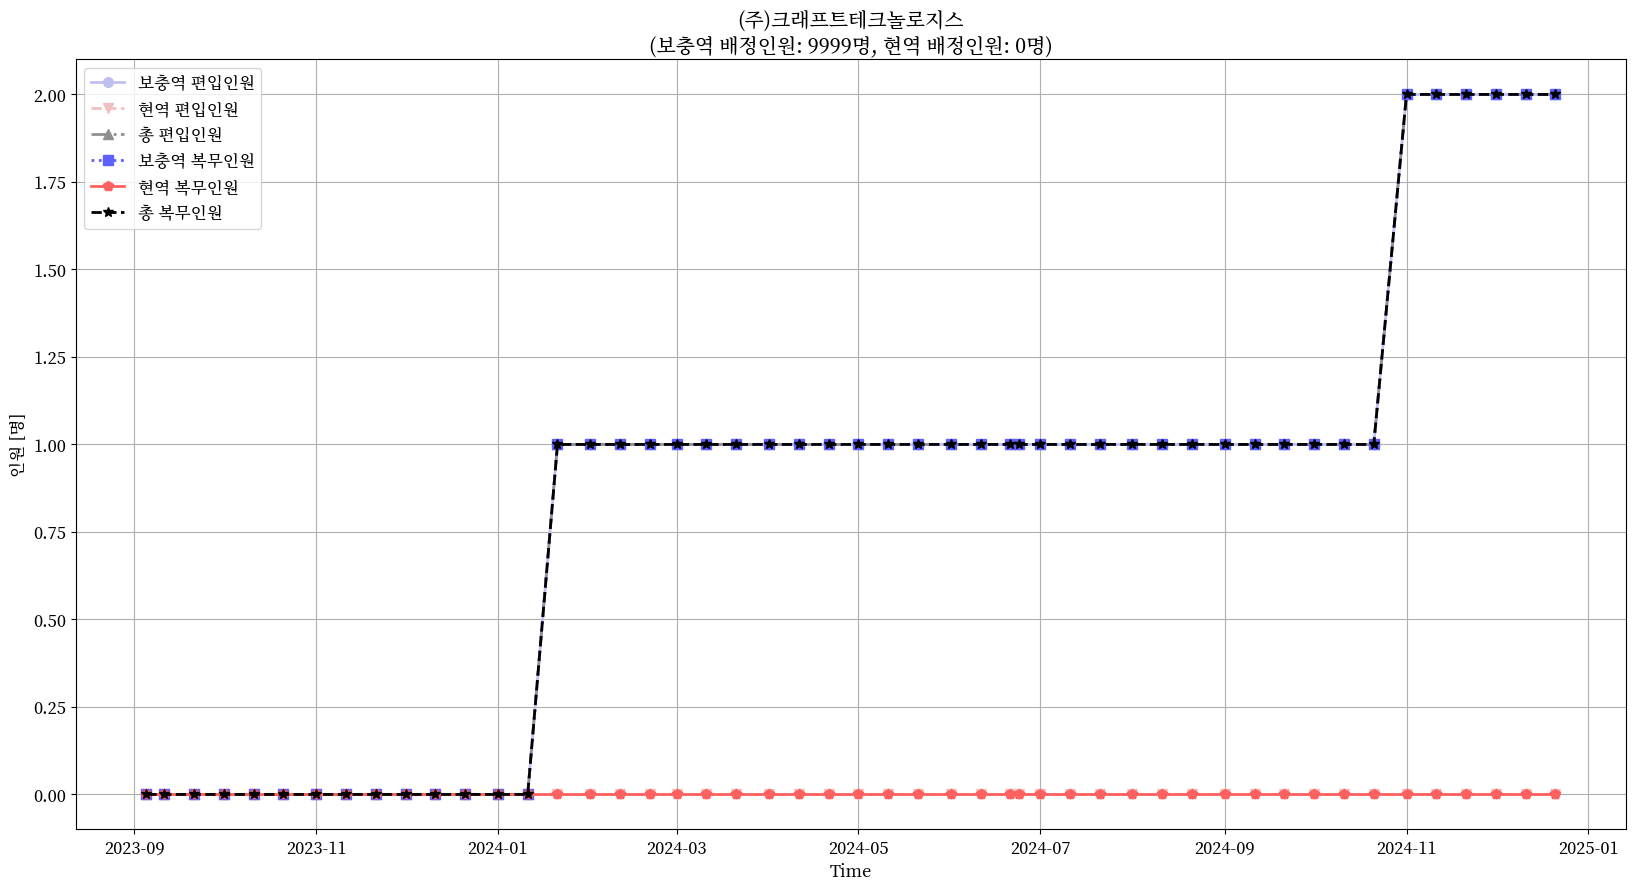 (주)크래프트테크놀로지스
(보충역 배정인원: 9999명, 현역 배정인원: 0명)
보충역 편입인원
현역 편입인원
총 편입인원
보충역 복무인원
현역 복무인원
총 복무인원
2.00
1.75
1.50
1.25
1.00
0.75
0.50
0.25
0.00
인원 [명]
2023-09
2023-11
2024-01
2024-03
2024-05
2024-07
2024-09
2024-11
2025-01
Time